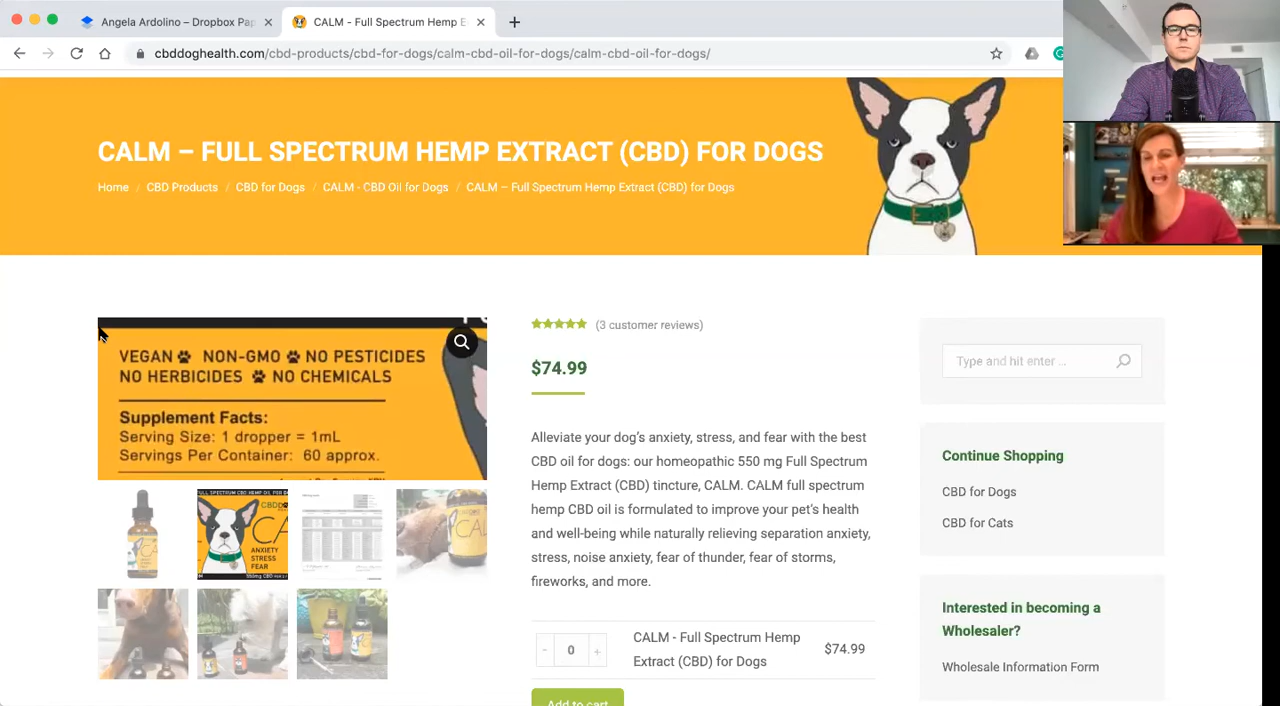 Angela Ardolino – Dropbox Pap
CALM - Full Spectrum Hemp E
cbddoghealth.com/cbd-products/cbd-for-dogs/calm-cbd-oil-for-dogs/calm-cbd-oil-for-dogs/
CALM – FULL SPECTRUM HEMP EXTRACT (CBD) FOR DOGS
Home / CBD Products / CBD for Dogs / CALM - CBD Oil for Dogs / CALM – Full Spectrum Hemp Extract (CBD) for Dogs
VEGAN NON-GMO NO PESTICIDES
NO HERBICIDES NO CHEMICALS
Supplement Facts:
Serving Size: 1 dropper = 1mL
Servings Per Container: 60 approx.
ANXIETY
STRESS
FEAR
(3 customer reviews)
$74.99
Alleviate your dog's anxiety, stress, and fear with the best
CBD oil for dogs: our homeopathic 550 mg Full Spectrum
Hemp Extract (CBD) tincture, CALM. CALM full spectrum
hemp CBD oil is formulated to improve your pet's health
and well-being while naturally relieving separation anxiety,
stress, noise anxiety, fear of thunder, fear of storms,
fireworks, and more.
- 0 +
CALM - Full Spectrum Hemp
Extract (CBD) for Dogs
$74.99
Add to cart
Type and hit enter ...
Continue Shopping
CBD for Dogs
CBD for Cats
Interested in becoming a
Wholesaler?
Wholesale Information Form